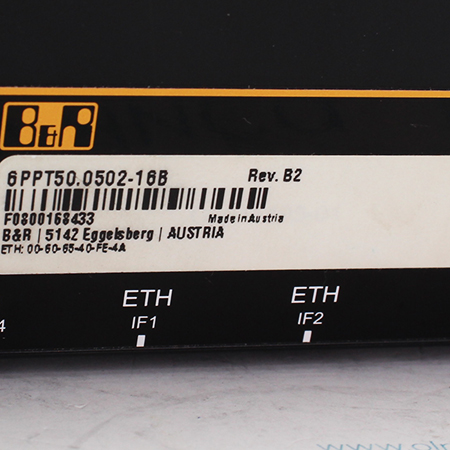 B&R
6PPT50.0502-16B Rev. B2
F0800168433 Made in Austria
B&R | 5142 Eggelsberg | AUSTRIA
ETH: 00-60-65-40-FE-4A
ETH ETH
4 IF1 IF2